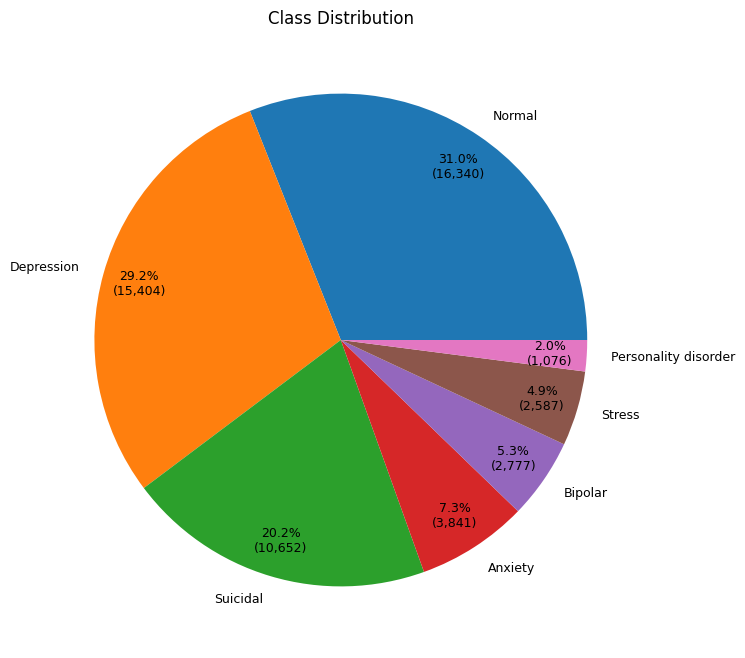 Class Distribution
Normal
31.0%
(16,340)
Depression
29.2%
(15,404)
Suicidal
20.2%
(10,652)
Anxiety
7.3%
(3,841)
Bipolar
5.3%
(2,777)
Stress
4.9%
(2,587)
Personality disorder
2.0%
(1,076)